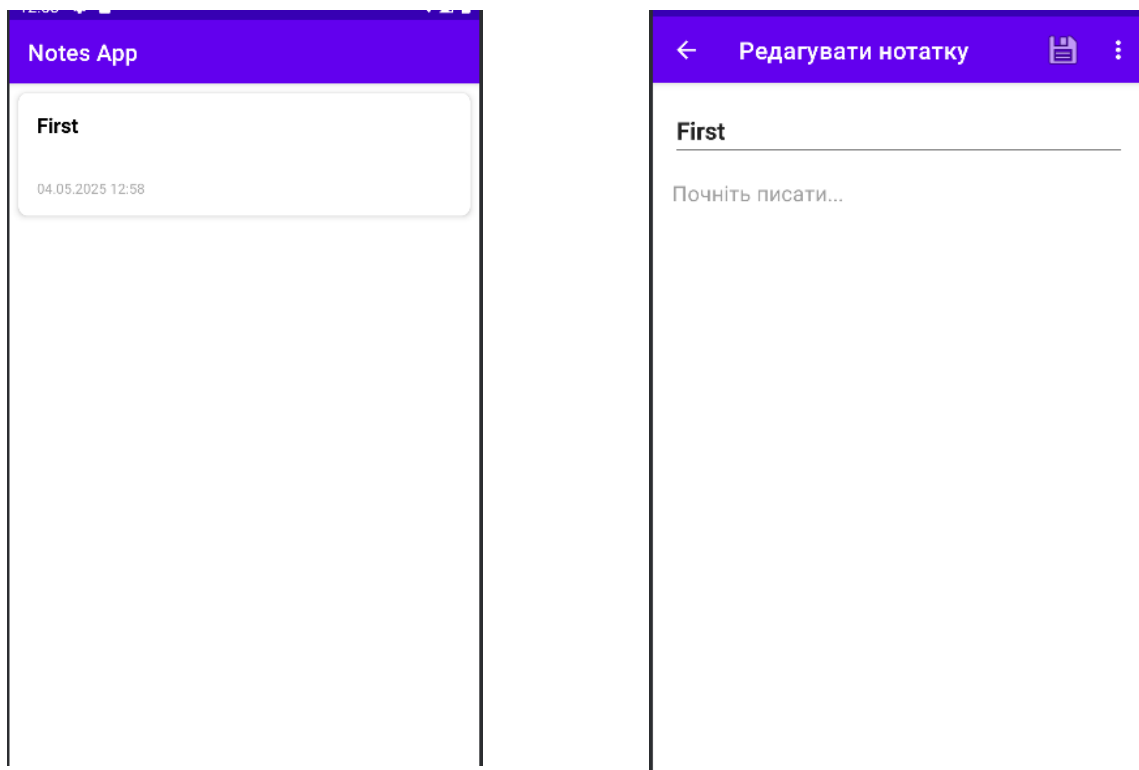 Notes App
First
04.05.2025 12:58
Редагувати нотатку
First
Почніть писати...